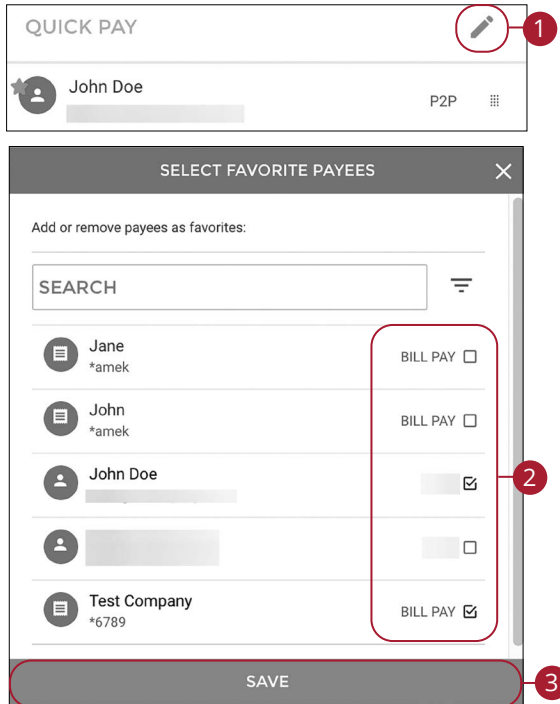 QUICK PAY
1
John Doe
P2P
SELECT FAVORITE PAYEES
Add or remove payees as favorites:
SEARCH
Jane
*amek
BILL PAY
John
*amek
BILL PAY
John Doe
2
Test Company
*6789
BILL PAY
SAVE
3